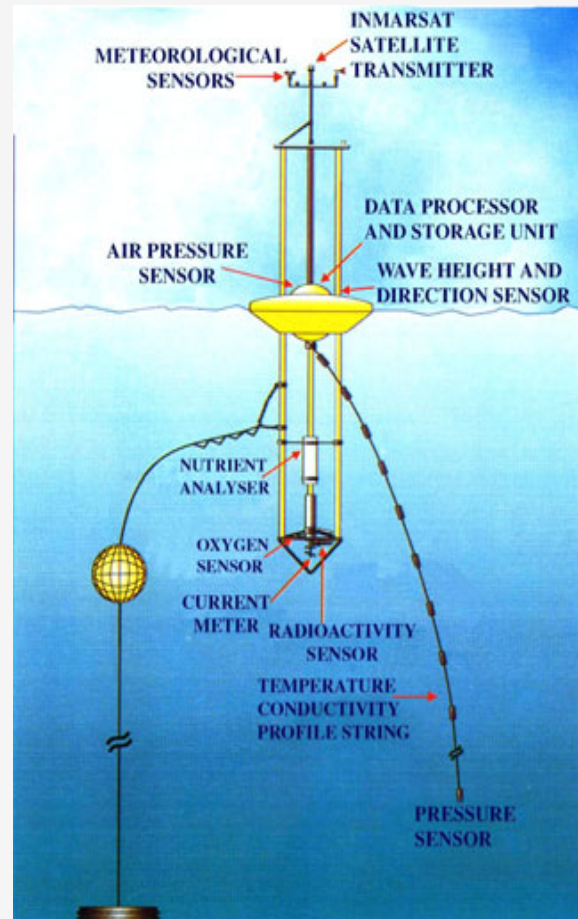 INMARSAT
SATELLITE
TRANSMITTER
METEOROLOGICAL
SENSORS
DATA PROCESSOR
AND STORAGE UNIT
AIR PRESSURE
SENSOR
WAVE HEIGHT AND
DIRECTION SENSOR
NUTRIENT
ANALYSER
OXYGEN
SENSOR
CURRENT
METER
RADIOACTIVITY
SENSOR
TEMPERATURE
CONDUCTIVITY
PROFILE STRING
PRESSURE
SENSOR